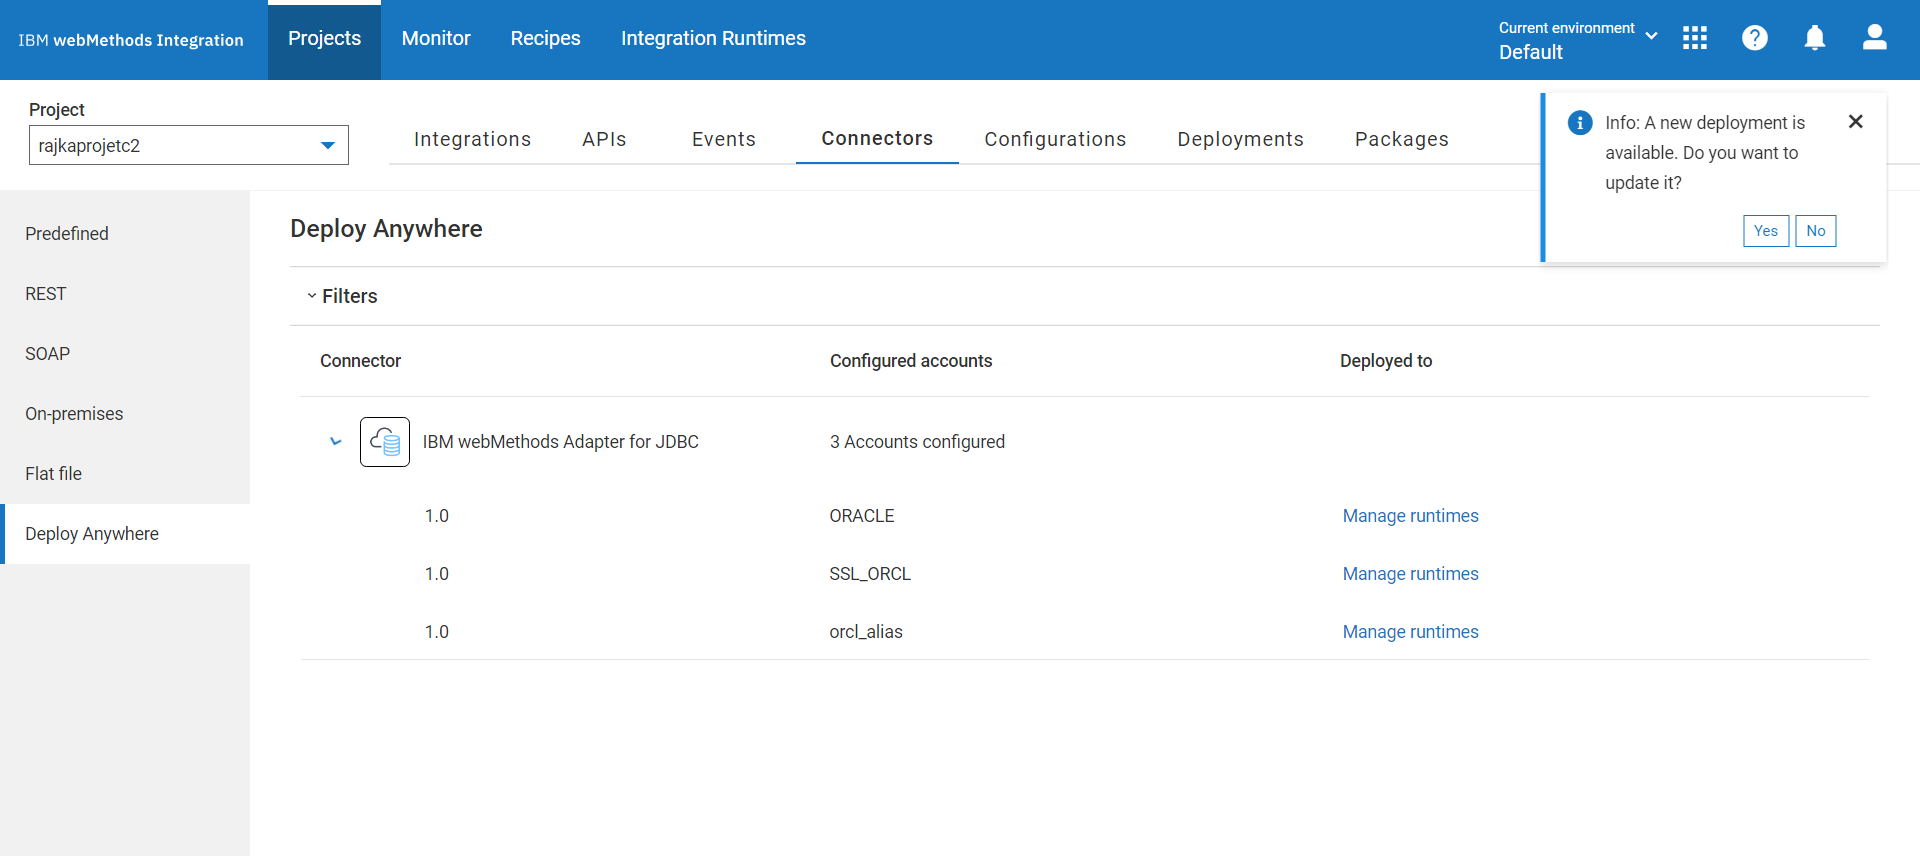 IBM webMethods Integration
Projects
Monitor
Recipes
Integration Runtimes
Current environment
Default
Project
rajkaprojetc2
Integrations
APIs
Events
Connectors
Configurations
Deployments
Packages
Info: A new deployment is
available. Do you want to
update it?
Yes
No
Predefined
REST
SOAP
On-premises
Flat file
Deploy Anywhere
Deploy Anywhere
Filters
Connector
Configured accounts
Deployed to
IBM webMethods Adapter for JDBC
3 Accounts configured
1.0
ORACLE
Manage runtimes
1.0
SSL_ORCL
Manage runtimes
1.0
orcl_alias
Manage runtimes